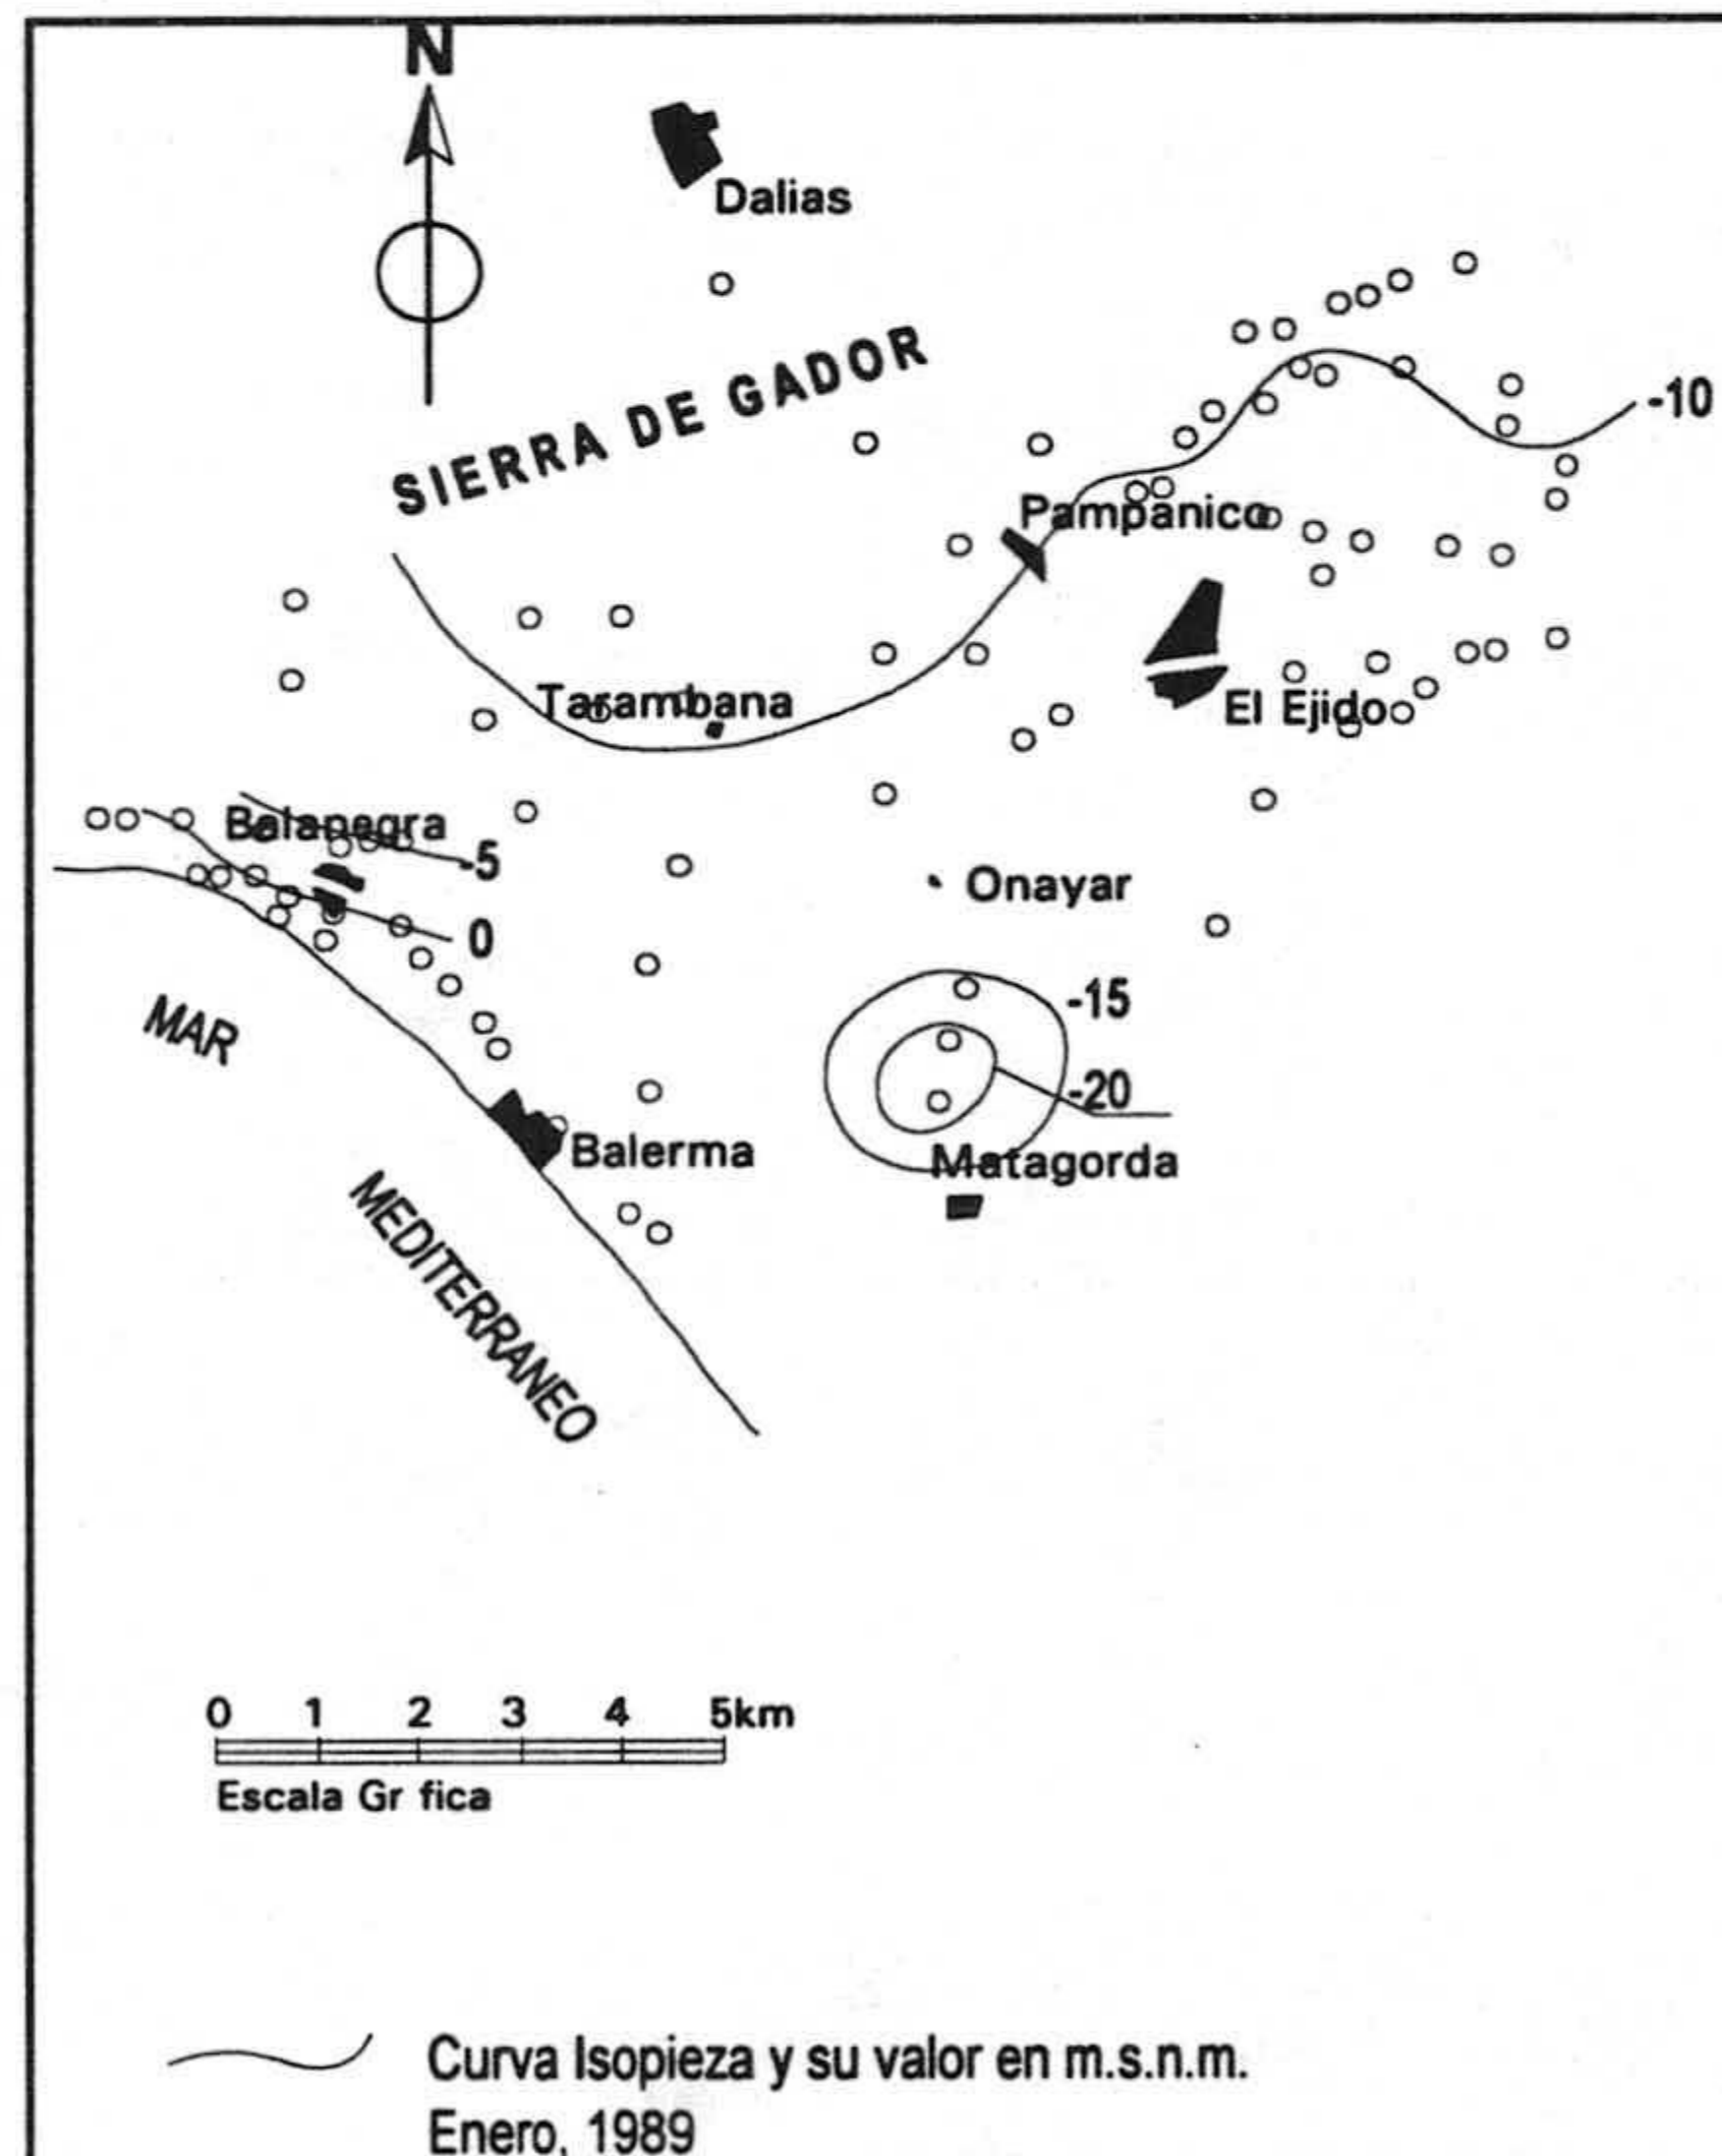 N
Dalias
SIERRA DE GADOR
-10
Pampanico
Tarambana
El Ejido
Balanegra
-5
Onayar
0
-15
MAR
-20
Balerma
Matagorda
MEDITERRANEO
0 1 2 3 4 5km
Escala Gr fica
Curva Isopieza y su valor en m.s.n.m.
Enero, 1989